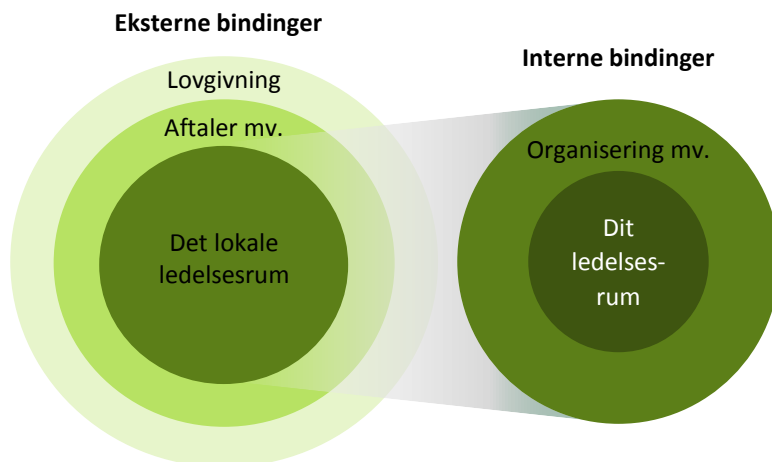 Eksterne bindinger
Lovgivning
Aftaler mv.
Det lokale
ledelsesrum
Interne bindinger
Organisering mv.
Dit
ledelses-
rum